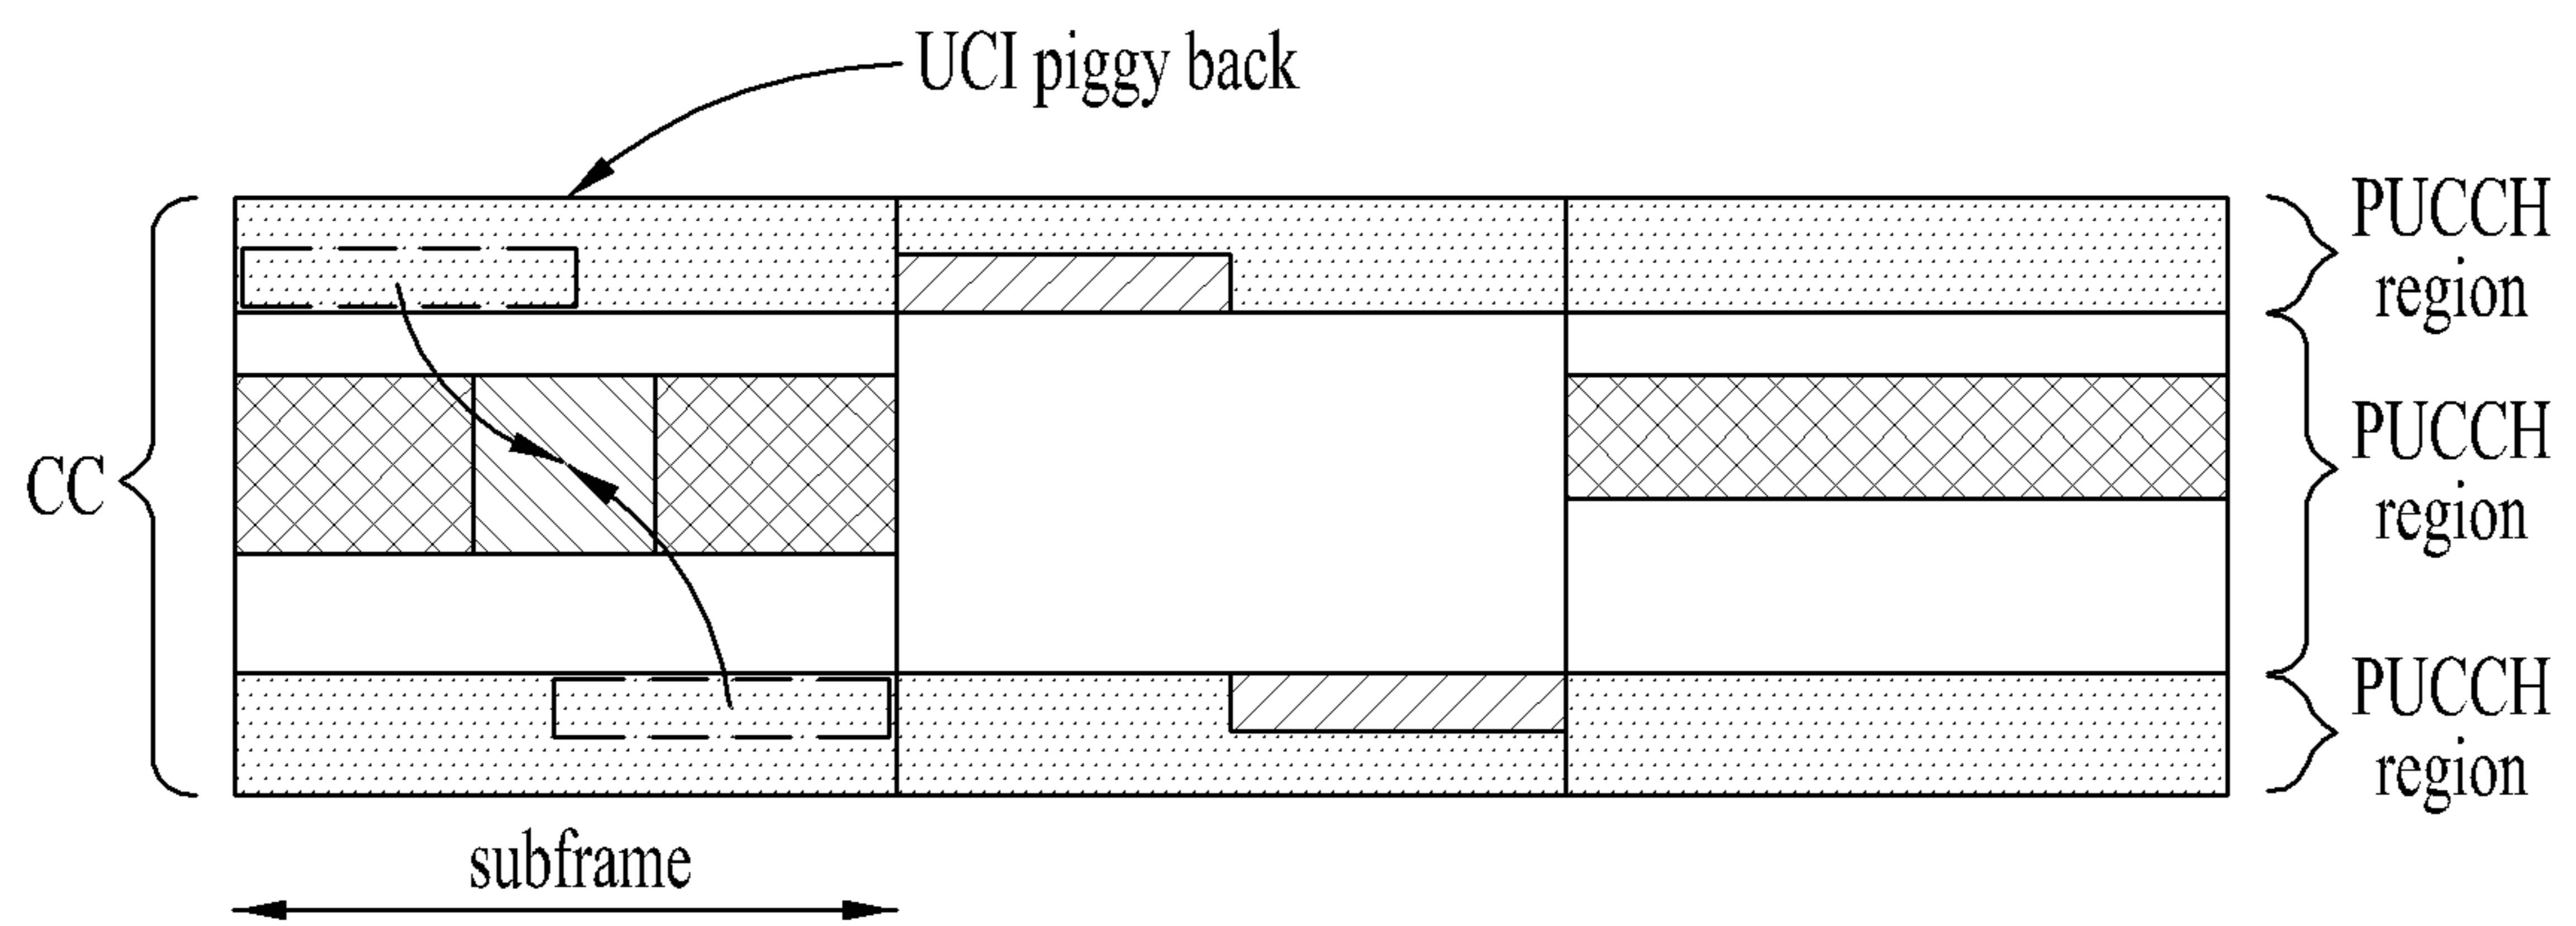 UCI piggy back
PUCCH
region
CC
PUCCH
region
PUCCH
region
subframe